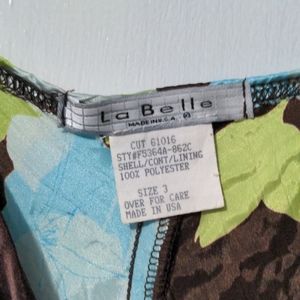 La Belle
MADE IN U.S.A.
CUT 61016
STY#F5364A-862C
SHELL/CONT/LINING
100% POLYESTER
SIZE 3
OVER FOR CARE
MADE IN USA